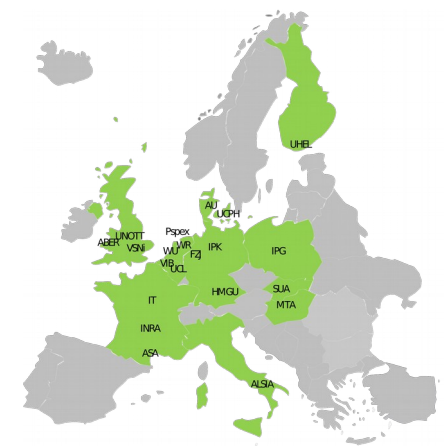 UHEL
AU
UCPH
Pspex
UNOTT
ABER
VSNi
WR
WU
FZJ
IPK
IPG
VIB
UCL
HMGU
SUA
MTA
IT
INRA
ASA
ALSIA